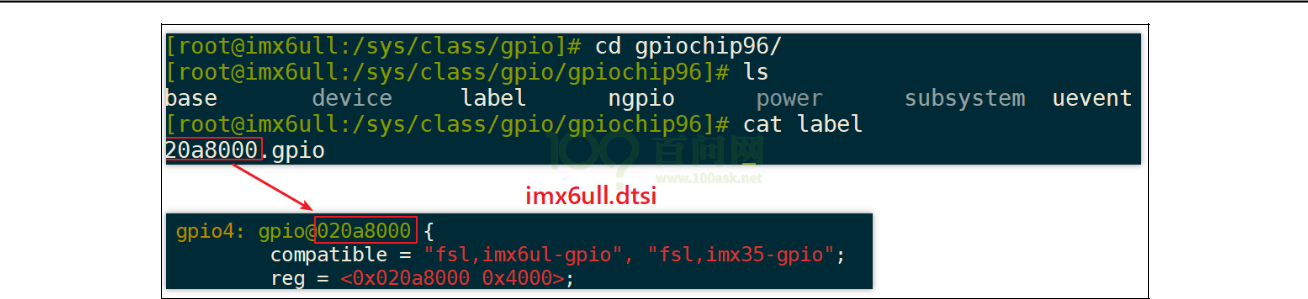 [root@imx6ull:/sys/class/gpio]# cd gpiochip96/
[root@imx6ull:/sys/class/gpio/gpiochip96]# ls
base device label ngpio power subsystem uevent
[root@imx6ull:/sys/class/gpio/gpiochip96]# cat label
20a8000.gpio
100 百问网
www.100ask.net
imx6ull.dtsi
gpio4: gpio@020a8000 {
compatible = "fsl,imx6ul-gpio", "fsl,imx35-gpio";
reg = <0x020a8000 0x4000>;